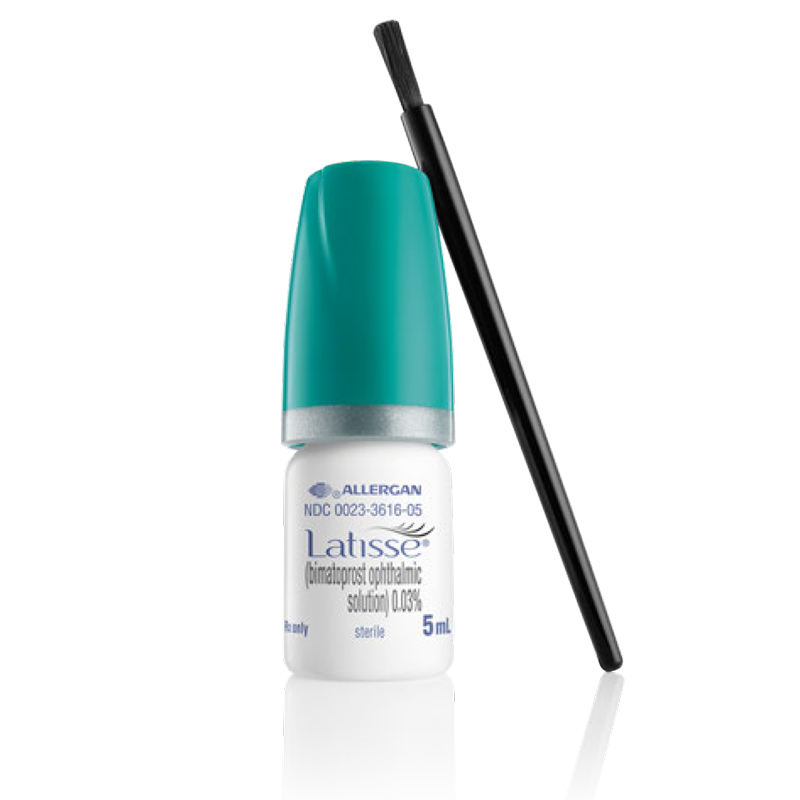 ® ALLERGAN
NDC 0023-3616-05
Latisse®
(bimatoprost ophthalmic
solution) 0.03%
Rx only sterile 5 mL